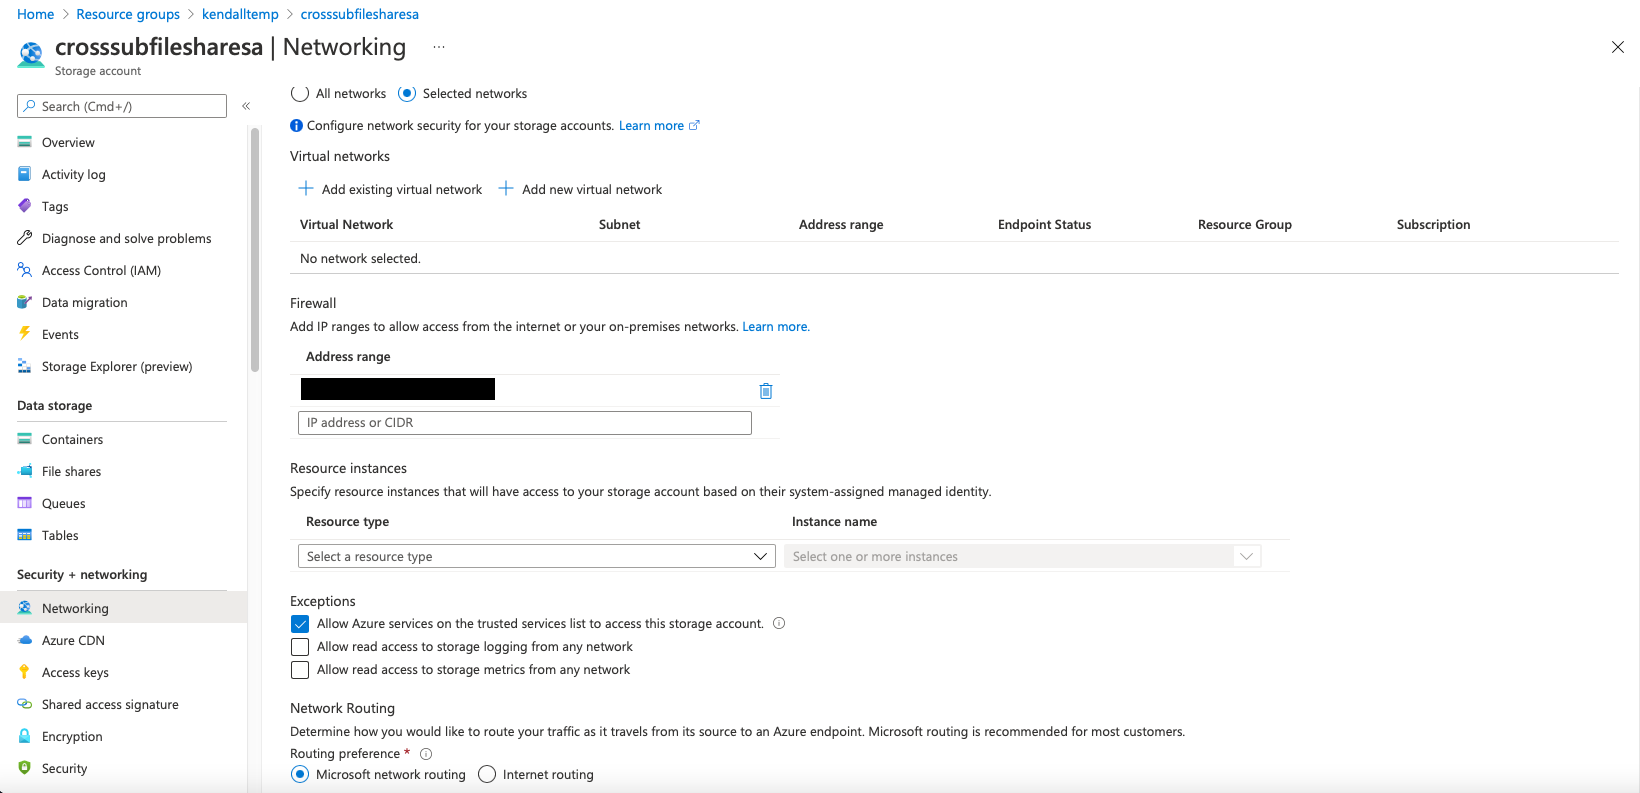 Home > Resource groups > kendalltemp > crosssubfilesharesa
crosssubfilesharesa | Networking ...
Storage account
Search (Cmd+/) «
Overview
Activity log
Tags
Diagnose and solve problems
Access Control (IAM)
Data migration
Events
Storage Explorer (preview)
Data storage
Containers
File shares
Queues
Tables
Security + networking
Networking
Azure CDN
Access keys
Shared access signature
Encryption
Security
All networks Selected networks
Configure network security for your storage accounts. Learn more
Virtual networks
+ Add existing virtual network + Add new virtual network
Virtual Network Subnet Address range Endpoint Status Resource Group Subscription
No network selected.
Firewall
Add IP ranges to allow access from the internet or your on-premises networks. Learn more.
Address range
IP address or CIDR
Resource instances
Specify resource instances that will have access to your storage account based on their system-assigned managed identity.
Resource type Instance name
Select a resource type Select one or more instances
Exceptions
Allow Azure services on the trusted services list to access this storage account.
Allow read access to storage logging from any network
Allow read access to storage metrics from any network
Network Routing
Determine how you would like to route your traffic as it travels from its source to an Azure endpoint. Microsoft routing is recommended for most customers.
Routing preference *
Microsoft network routing Internet routing